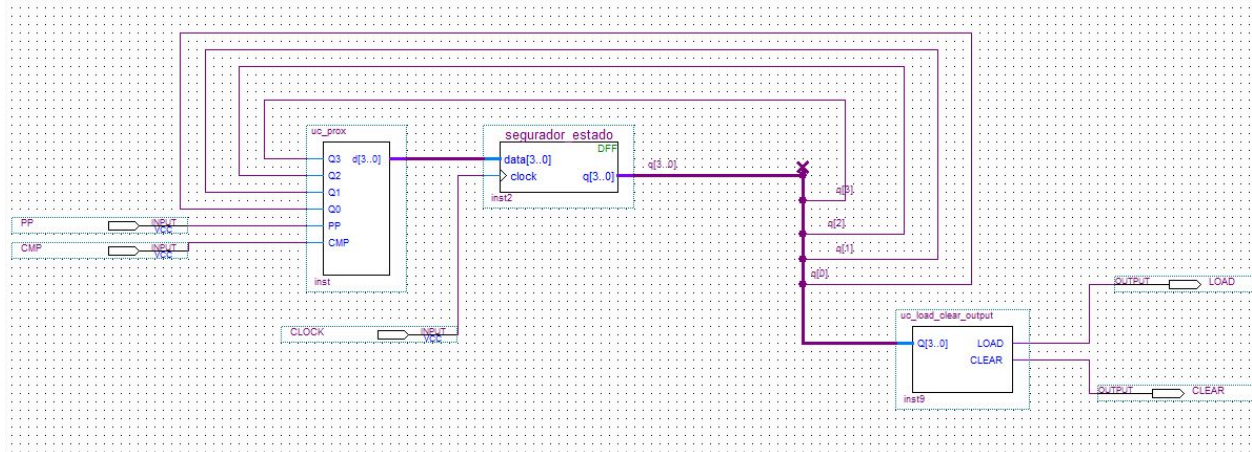 uc_prox
Q3 d[3..0]
Q2
Q1
Q0
PP
CMP
inst
segurador_estado
DFF
data[3..0]
clock q[3..0]
inst2
q[3..0]
q[3]
q[2]
q[1]
q[0]
PP INPUT
VCC
CMP INPUT
VCC
CLOCK INPUT
VCC
uc_load_clear_output
Q[3..0] LOAD
CLEAR
inst9
OUTPUT LOAD
OUTPUT CLEAR